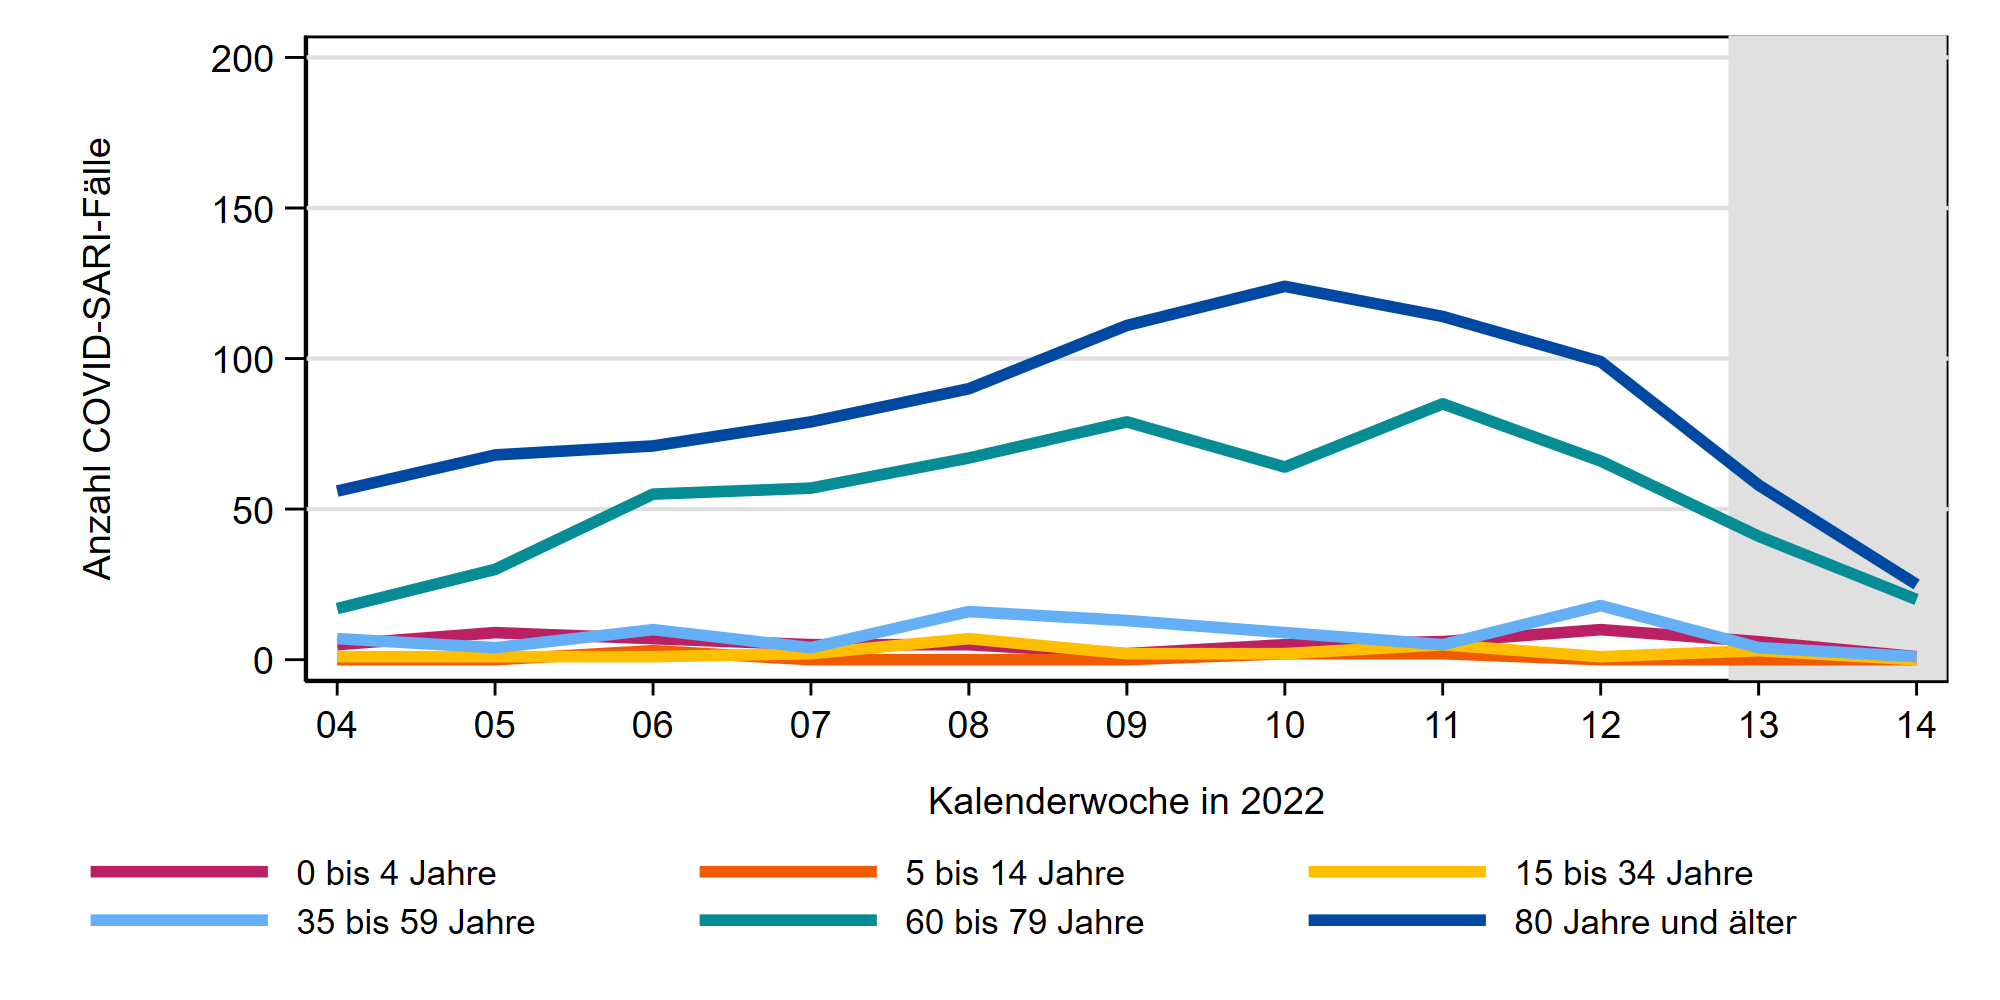 Anzahl COVID-SARI-Fälle
200
150
100
50
0
04 05 06 07 08 09 10 11 12 13 14
Kalenderwoche in 2022
0 bis 4 Jahre 5 bis 14 Jahre 15 bis 34 Jahre
35 bis 59 Jahre 60 bis 79 Jahre 80 Jahre und älter